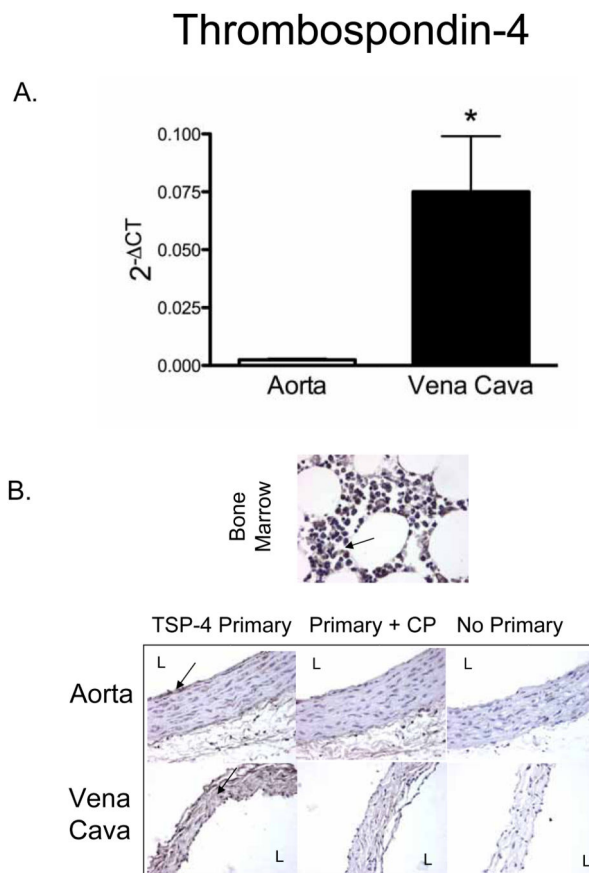 Thrombospondin-4
A.
*
0.100
0.075
0.050
0.025
0.000
2-ΔCT
Aorta
Vena Cava
B.
Bone
Marrow
TSP-4 Primary
Primary + CP
No Primary
Aorta
L
L
L
Vena
Cava
L
L
L